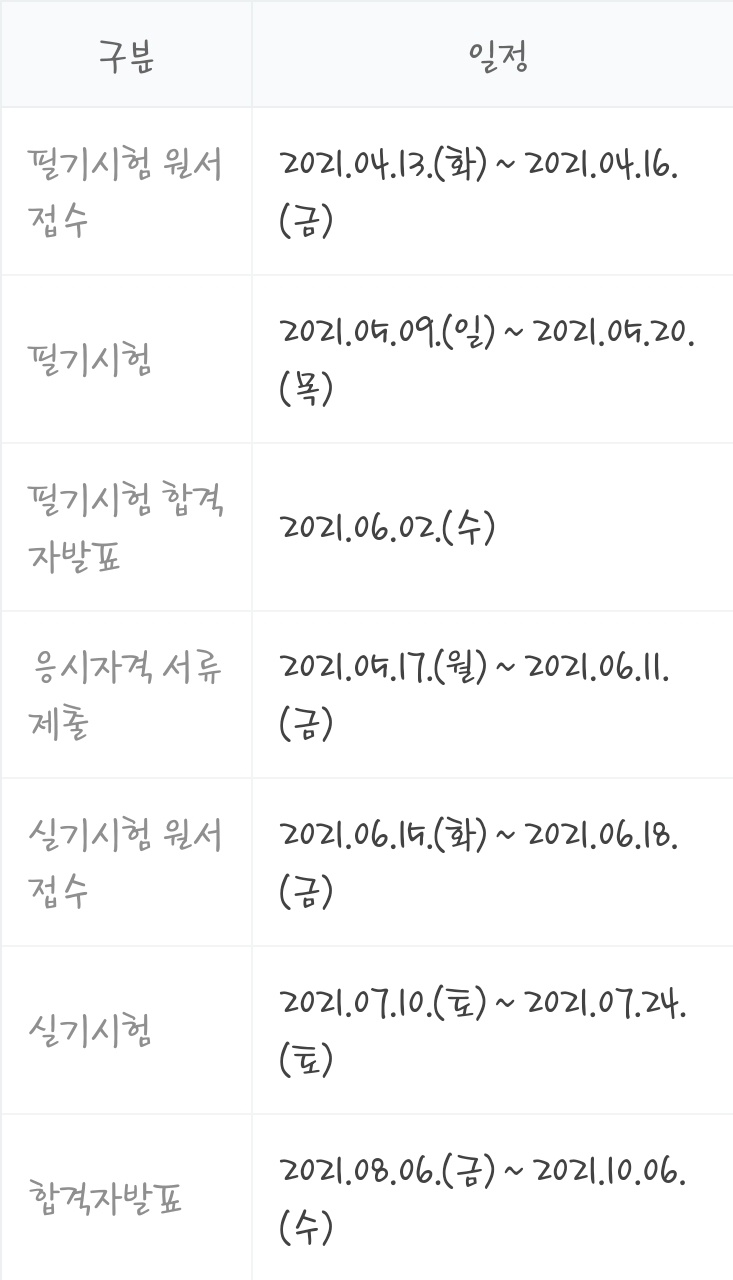 구분 일정
필기시험 원서
접수
2021.04.13.(화) ~ 2021.04.16.
(금)
필기시험
2021.05.09.(일) ~ 2021.05.20.
(목)
필기시험 합격
자발표
2021.06.02.(수)
응시자격 서류
제출
2021.05.17.(월) ~ 2021.06.11.
(금)
실기시험 원서
접수
2021.06.15.(화) ~ 2021.06.18.
(금)
실기시험
2021.07.10.(토) ~ 2021.07.24.
(토)
합격자발표
2021.08.06.(금) ~ 2021.10.06.
(수)